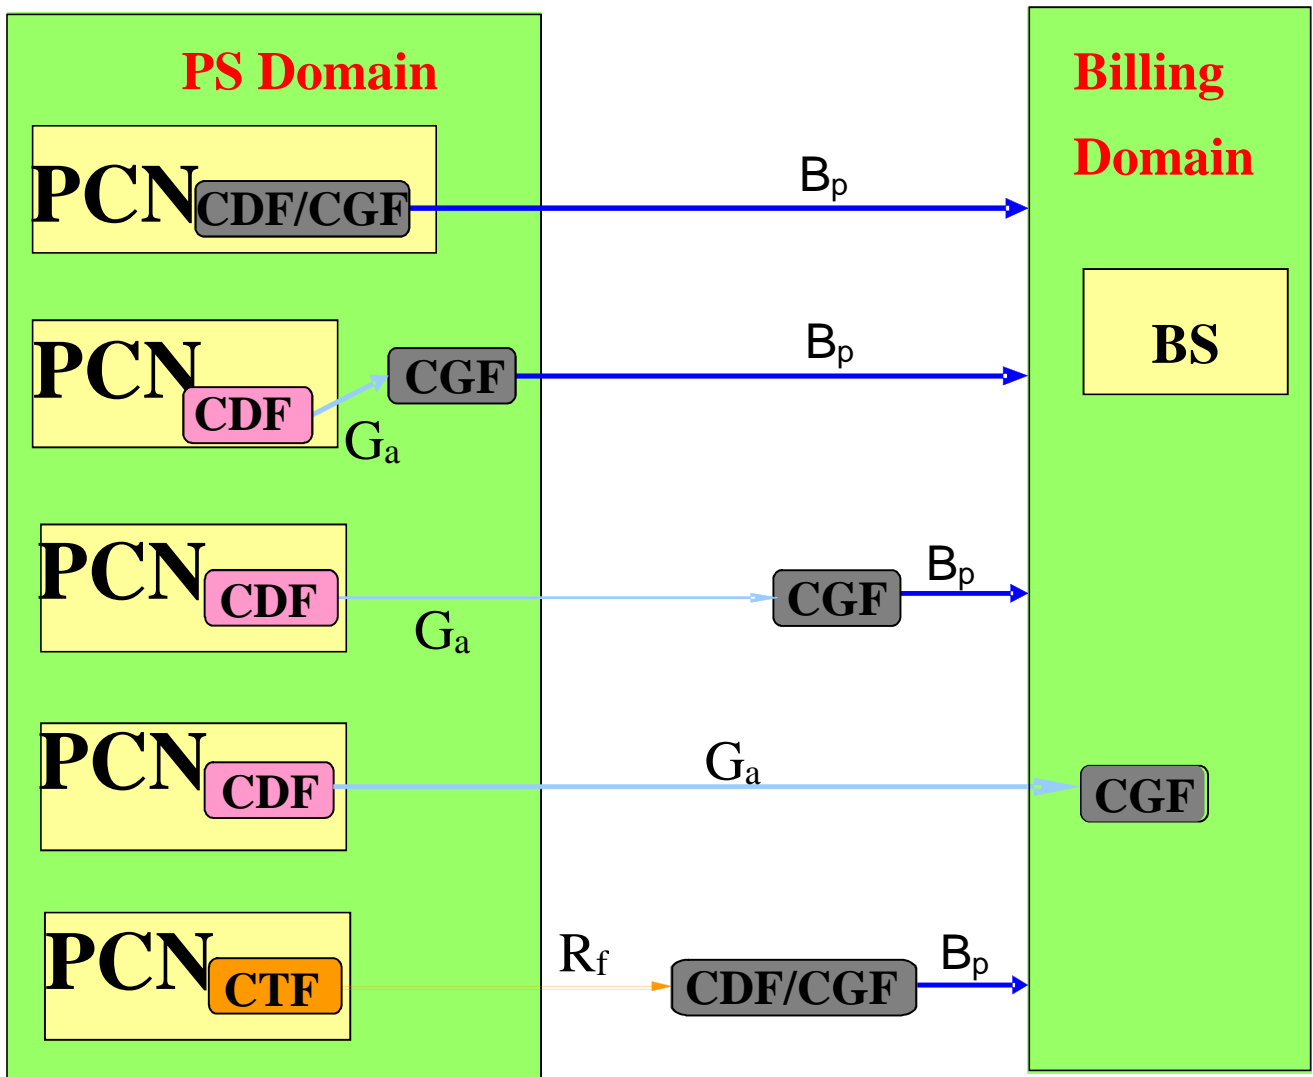 PS Domain
Billing
Domain
PCN
CDF/CGF
Bp
BS
PCN
CDF
Ga
CGF
Bp
PCN
CDF
Ga
CGF
Bp
PCN
CDF
Ga
CGF
PCN
CTF
Rf
CDF/CGF
Bp